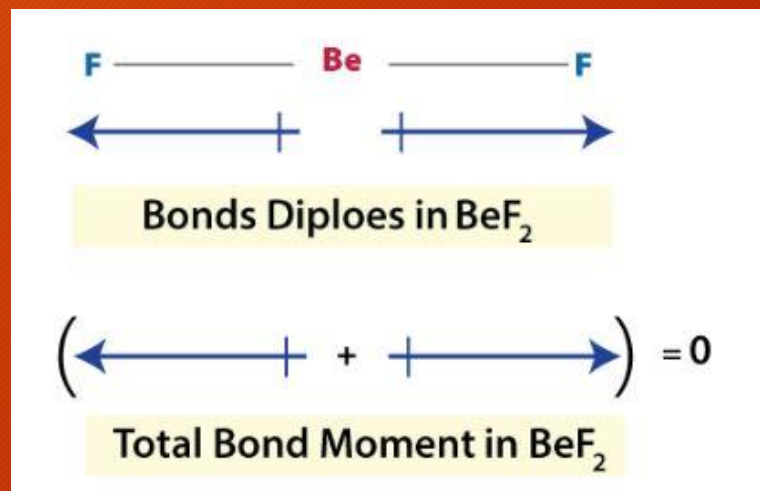 F Be F
Bonds Diploes in BeF₂
( + ) = 0
Total Bond Moment in BeF₂